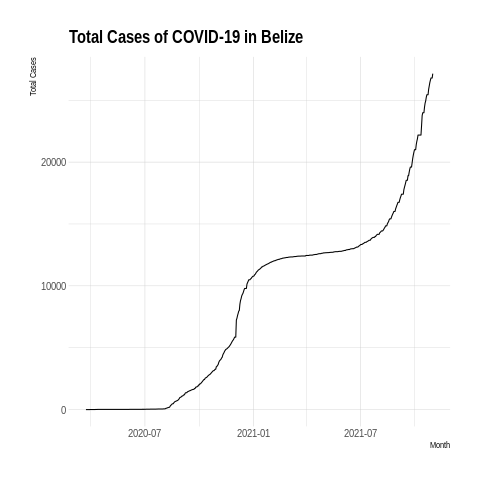 Total Cases of COVID-19 in Belize
Total Cases
20000
10000
0
2020-07 2021-01 2021-07
Month